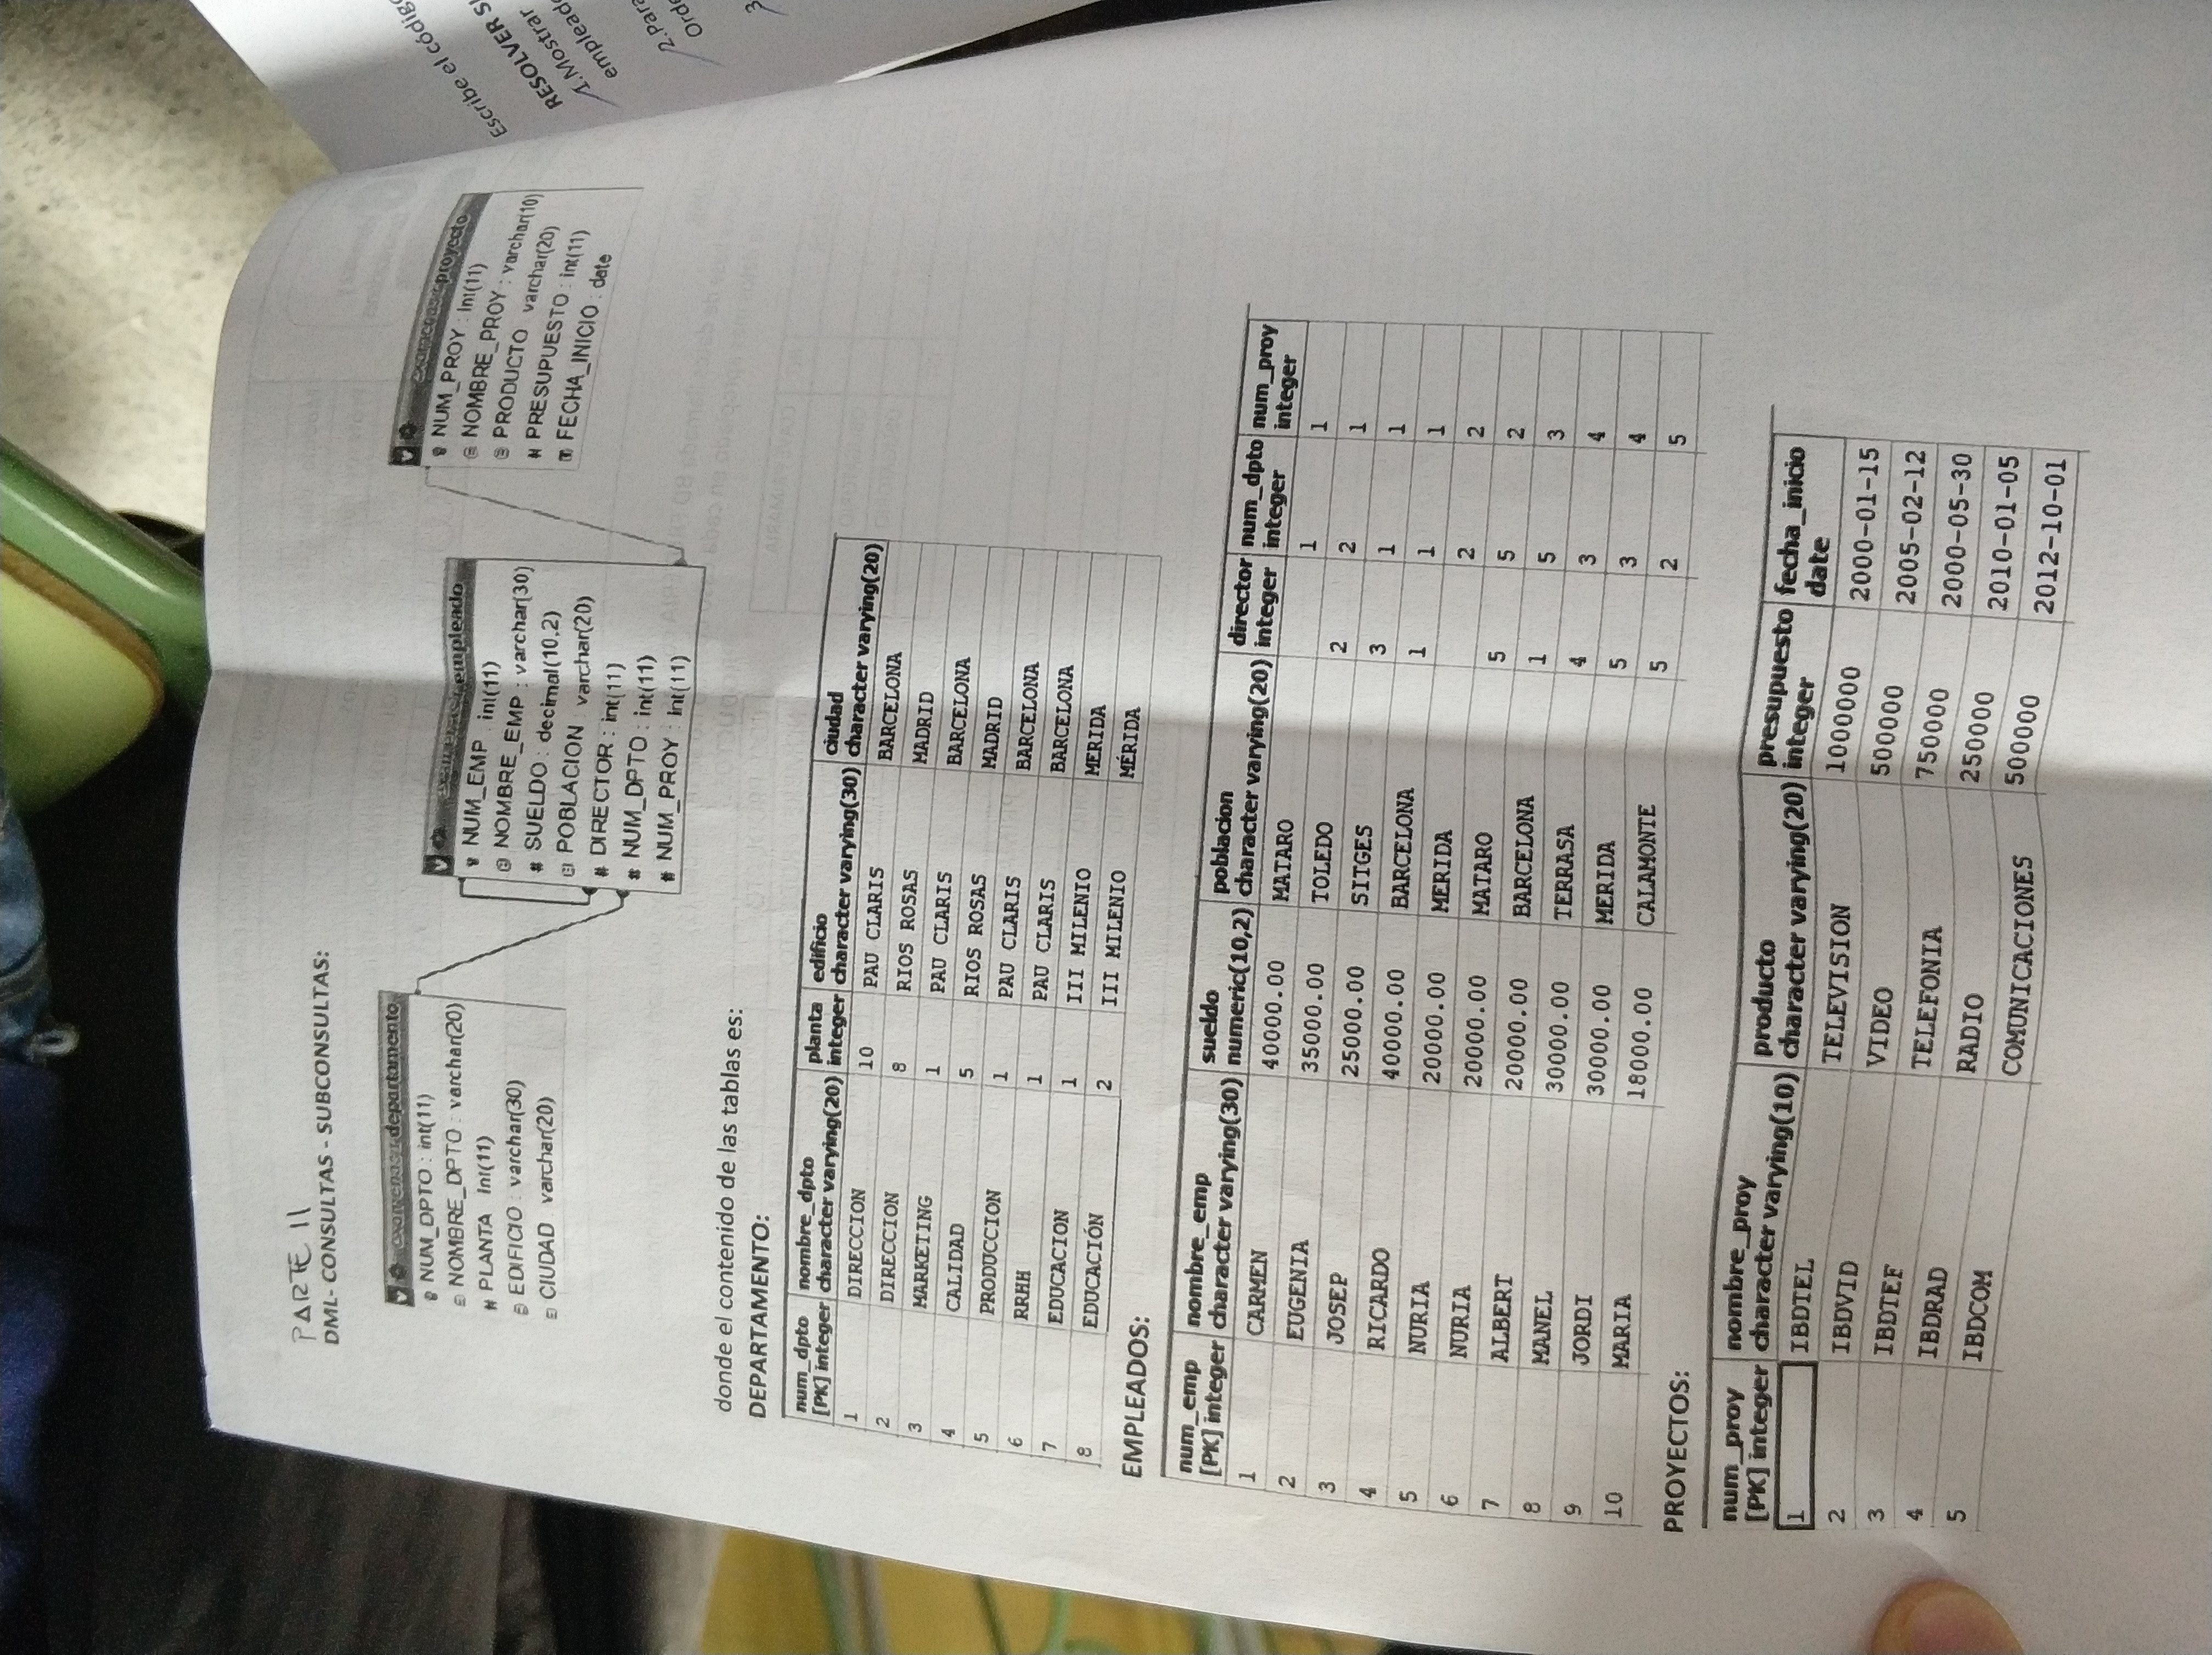 PARTE II
DML- CONSULTAS - SUBCONSULTAS:
departamento
NUM_DPTO : int(11)
NOMBRE_DPTO : varchar(20)
PLANTA int(11)
EDIFICIO : varchar(30)
CIUDAD varchar(20)
empleado
NUM_EMP : int(11)
NOMBRE_EMP : varchar(30)
SUELDO : decimal(10,2)
POBLACION : varchar(20)
DIRECTOR : int(11)
NUM_DPTO : int(11)
NUM_PROY : int(11)
proyecto
NUM_PROY : int(11)
NOMBRE_PROY : varchar(10)
PRODUCTO varchar(20)
PRESUPUESTO : int(11)
FECHA_INICIO : date
donde el contenido de las tablas es:
DEPARTAMENTO:
num_dpto nombre_dpto planta edificio ciudad
[PK] integer character varying(20) integer character varying(30) character varying(20)
1 DIRECCION 10 PAU CLARIS BARCELONA
2 DIRECCION 8 RIOS ROSAS MADRID
3 MARKETING 1 PAU CLARIS BARCELONA
4 CALIDAD 5 RIOS ROSAS MADRID
5 PRODUCCION 1 PAU CLARIS BARCELONA
6 RRHH 1 PAU CLARIS BARCELONA
7 EDUCACION 1 III MILENIO MERIDA
8 EDUCACIÓN 2 III MILENIO MÉRIDA
EMPLEADOS:
num_emp nombre_emp sueldo poblacion director num_dpto num_proy
[PK] integer character varying(30) numeric(10,2) character varying(20) integer integer integer
1 CARMEN 40000.00 MATARO 1 1
2 EUGENIA 35000.00 TOLEDO 2 2 1
3 JOSEP 25000.00 SITGES 3 1 1
4 RICARDO 40000.00 BARCELONA 1 1 1
5 NURIA 20000.00 MERIDA 2 2
6 NURIA 20000.00 MATARO 5 5 2
7 ALBERT 20000.00 BARCELONA 1 5 3
8 MANEL 30000.00 TERRASA 4 3 4
9 JORDI 30000.00 MERIDA 5 3 4
10 MARIA 18000.00 CALAMONTE 5 2 5
PROYECTOS:
num_proy nombre_proy producto presupuesto fecha_inicio
[PK] integer character varying(10) character varying(20) integer date
1 IBDTEL TELEVISION 1000000 2000-01-15
2 IBDVID VIDEO 500000 2005-02-12
3 IBDTEF TELEFONIA 750000 2000-05-30
4 IBDRAD RADIO 250000 2010-01-05
5 IBDCOM COMUNICACIONES 500000 2012-10-01
Escribe el código
RESOLVER
1.Mostrar
2.Para
3